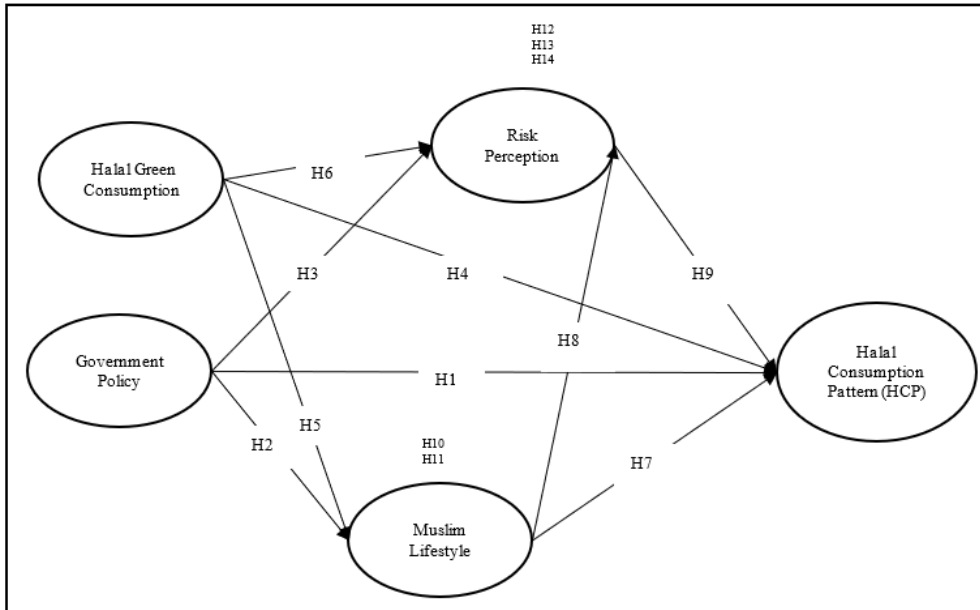 H12
H13
H14
Risk
Perception
Halal Green
Consumption
H6
H3
H4
H9
Government
Policy
H1
H8
Halal
Consumption
Pattern (HCP)
H5
H2
H10
H11
H7
Muslim
Lifestyle